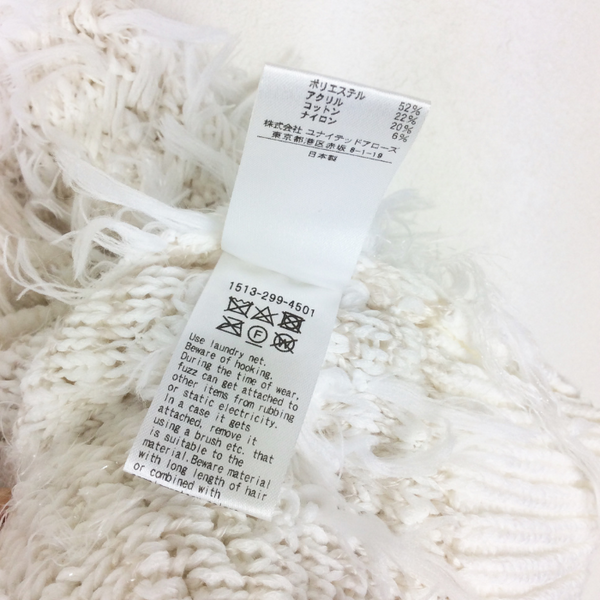 ポリエステル 52%
アクリル 22%
コットン 20%
ナイロン 6%
株式会社 ユナイテッドアローズ
東京都港区赤坂 8-1-19
日本製
1513-299-4501
F
Use laundry net.
Beware of hooking.
During the time of wear,
fuzz can get attached to
other items from rubbing
or static electricity.
In a case it gets
attached, remove it
using a brush etc. that
is suitable to the
material.Beware material
with long length of hair
or combined with